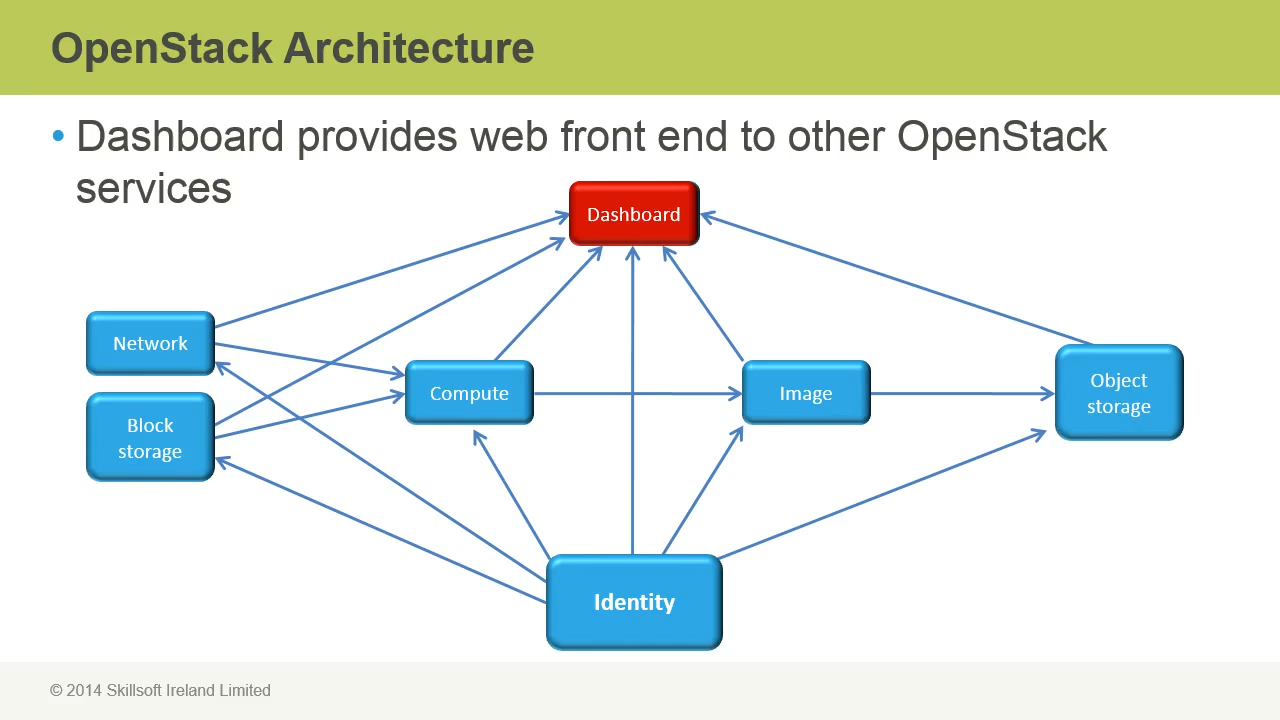 OpenStack Architecture
• Dashboard provides web front end to other OpenStack
services
Dashboard
Network
Block
storage
Compute
Image
Object
storage
Identity
© 2014 Skillsoft Ireland Limited